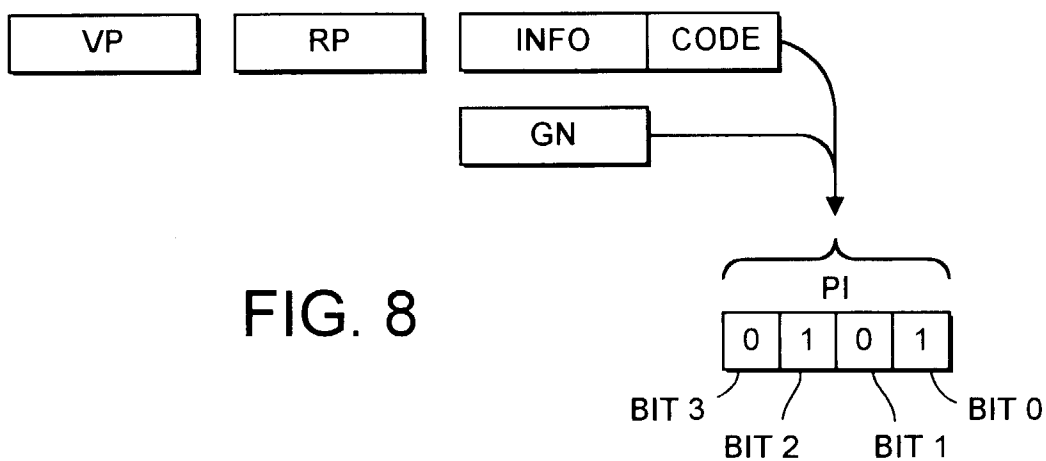 VP RP INFO CODE
GN
PI
FIG. 8
0 1 0 1
BIT 3 BIT 0
BIT 2 BIT 1